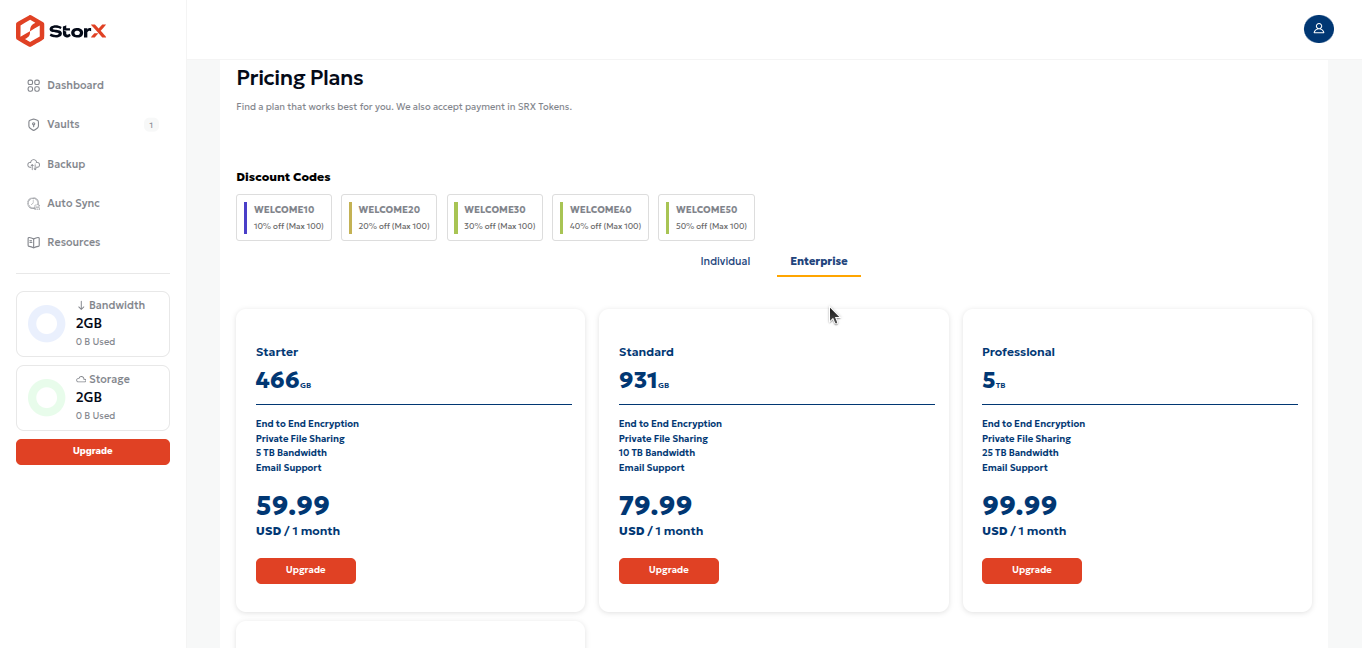 StorX
Dashboard
Vaults 1
Backup
Auto Sync
Resources
Bandwidth
2GB
0 B Used
Storage
2GB
0 B Used
Upgrade
Pricing Plans
Find a plan that works best for you. We also accept payment in SRX Tokens.
Discount Codes
WELCOME10
10% off (Max 100)
WELCOME20
20% off (Max 100)
WELCOME30
30% off (Max 100)
WELCOME40
40% off (Max 100)
WELCOME50
50% off (Max 100)
Individual
Enterprise
Starter
466GB
End to End Encryption
Private File Sharing
5 TB Bandwidth
Email Support
59.99
USD / 1 month
Upgrade
Standard
931GB
End to End Encryption
Private File Sharing
10 TB Bandwidth
Email Support
79.99
USD / 1 month
Upgrade
Professional
5TB
End to End Encryption
Private File Sharing
25 TB Bandwidth
Email Support
99.99
USD / 1 month
Upgrade